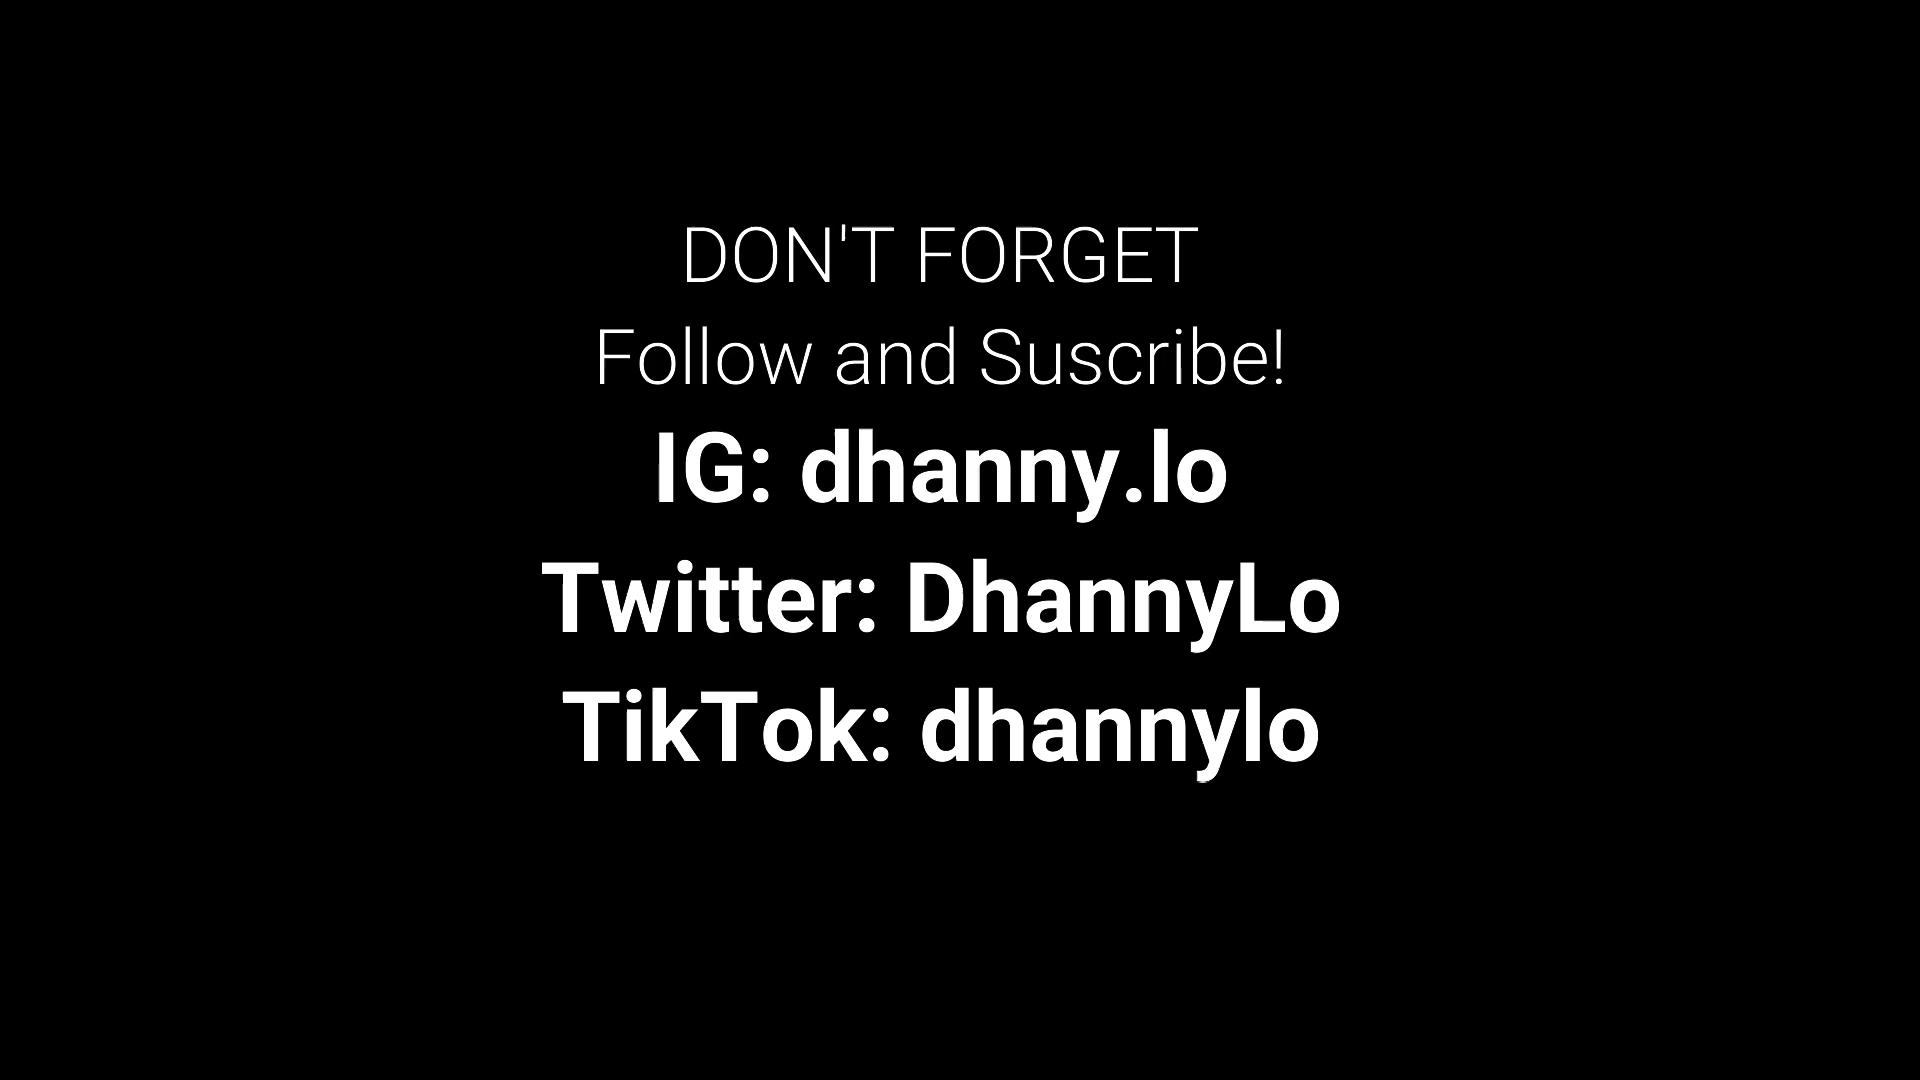 DON'T FORGET
Follow and Suscribe!
IG: dhanny.lo
Twitter: DhannyLo
TikTok: dhannylo